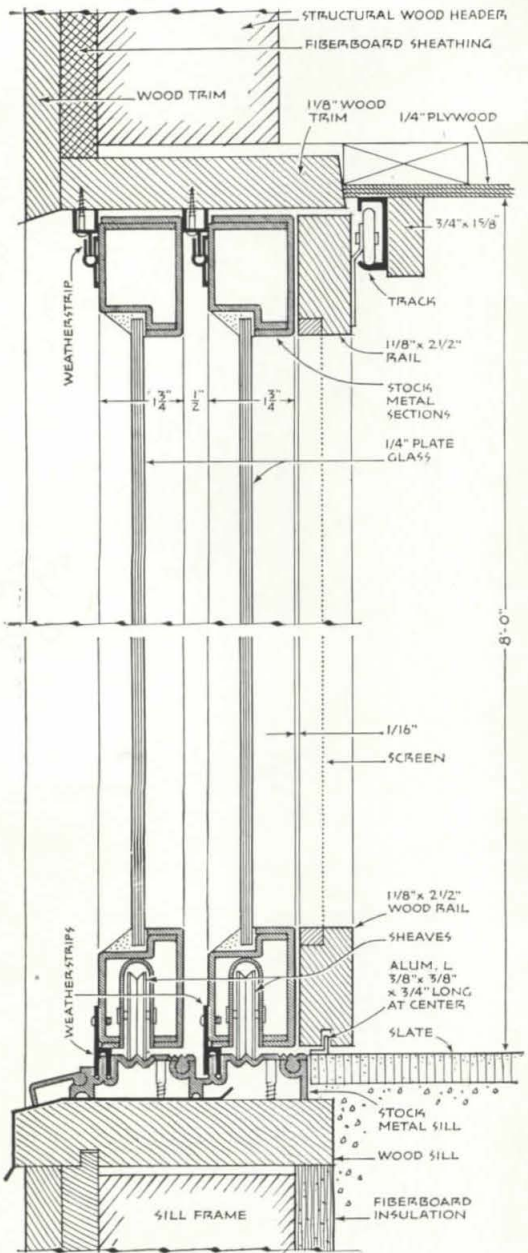 STRUCTURAL WOOD HEADER
FIBERBOARD SHEATHING
WOOD TRIM
1 1/8" WOOD
TRIM
1/4" PLYWOOD
3/4" x 1 5/8"
WEATHERSTRIP
TRACK
1 1/8" x 2 1/2"
RAIL
1 3/4"
1/2"
1 3/4"
STOCK
METAL
SECTIONS
1/4" PLATE
GLASS
8'-0"
1/16"
SCREEN
1 1/8" x 2 1/2"
WOOD RAIL
SHEAVES
ALUM. L
3/8" x 3/8"
x 3/4" LONG
AT CENTER
WEATHERSTRIPS
SLATE
STOCK
METAL SILL
WOOD SILL
SILL FRAME
FIBERBOARD
INSULATION